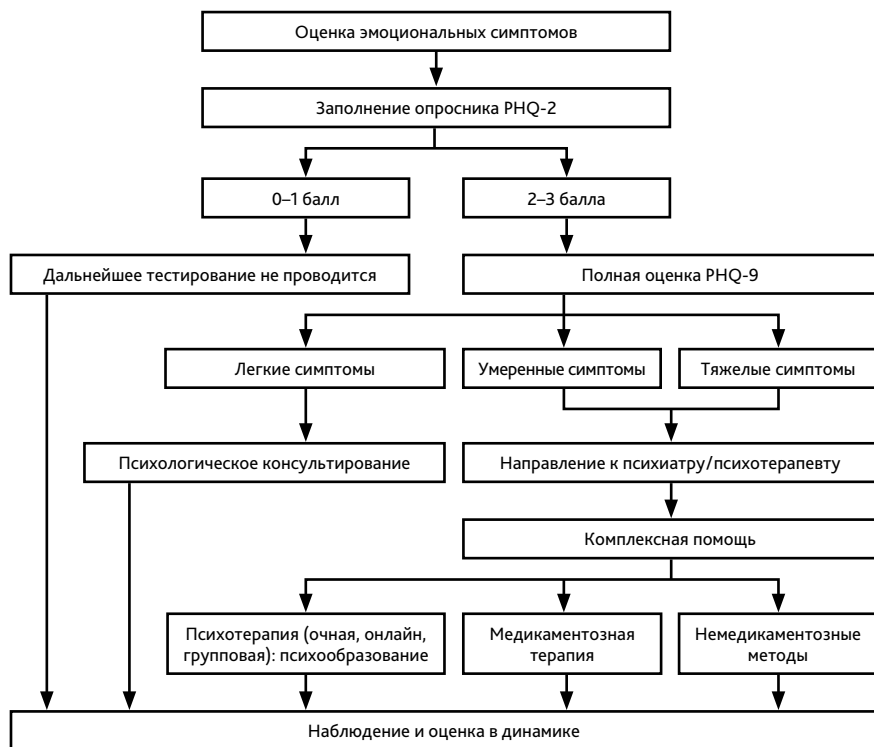 Оценка эмоциональных симптомов
Заполнение опросника PHQ-2
0–1 балл
2–3 балла
Дальнейшее тестирование не проводится
Полная оценка PHQ-9
Легкие симптомы
Умеренные симптомы
Тяжелые симптомы
Психологическое консультирование
Направление к психиатру/психотерапевту
Комплексная помощь
Психотерапия (очная, онлайн,
групповая): психообразование
Медикаментозная
терапия
Немедикаментозные
методы
Наблюдение и оценка в динамике